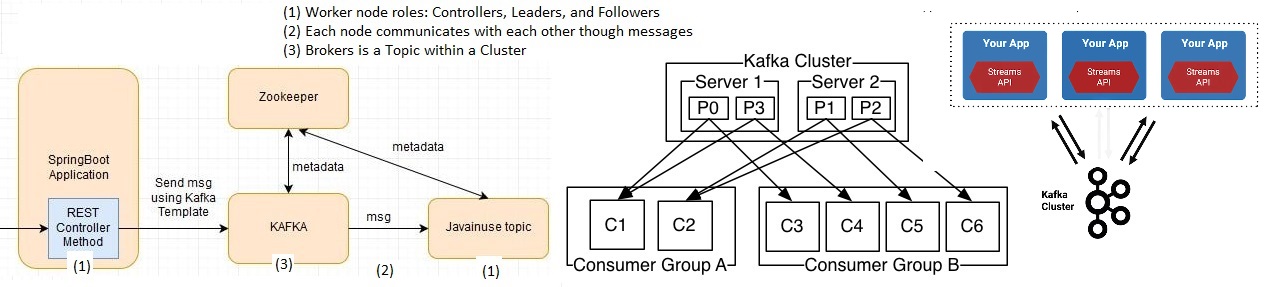 (1) Worker node roles: Controllers, Leaders, and Followers
(2) Each node communicates with each other though messages
(3) Brokers is a Topic within a Cluster
Zookeeper
metadata
metadata
SpringBoot
Application
REST
Controller
Method
(1)
Send msg
using Kafka
Template
KAFKA
(3)
msg
(2)
Javainuse topic
(1)
Kafka Cluster
Server 1
Server 2
P0
P3
P1
P2
C1
C2
C3
C4
C5
C6
Consumer Group A
Consumer Group B
Your App
Streams
API
Your App
Streams
API
Your App
Streams
API
Kafka
Cluster